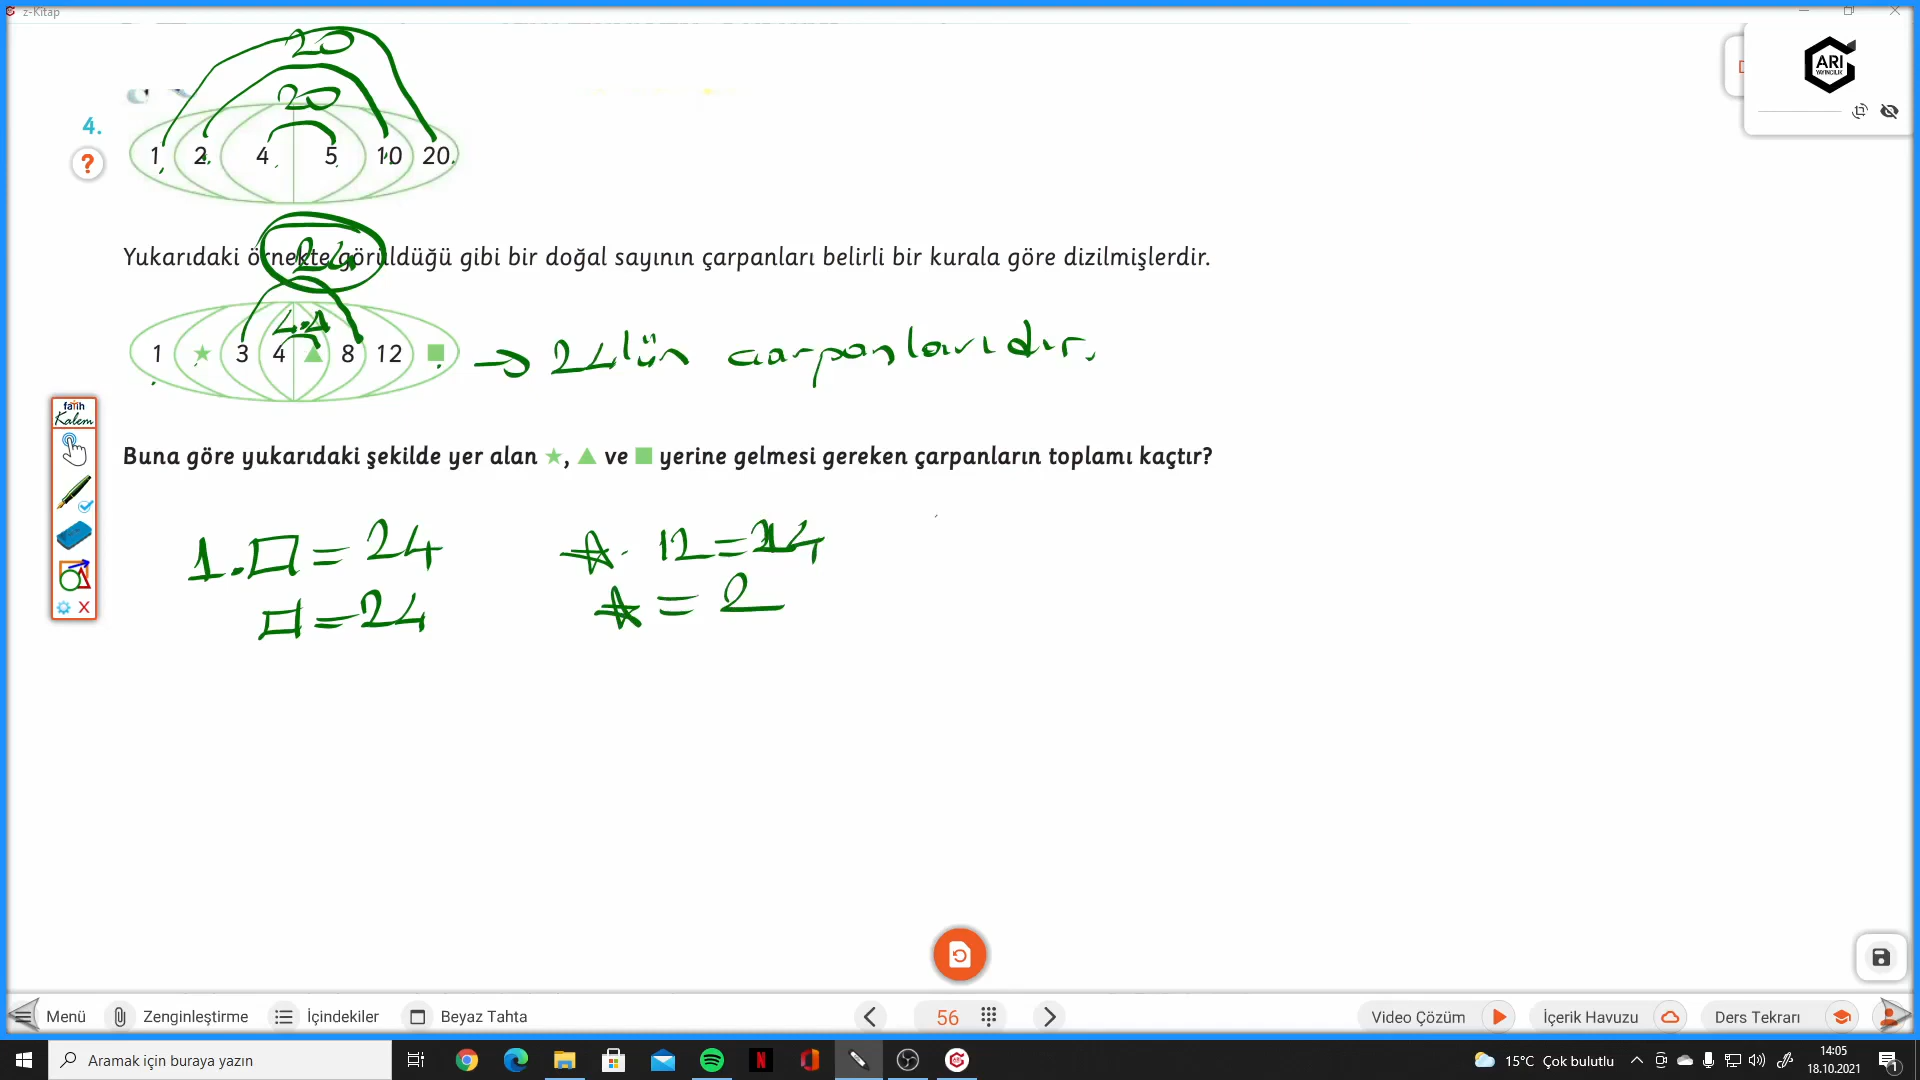 z-Kitap
20
ARI
YAYINCILIK
20
4.
?
1 2 4 5 10 20
24
Yukarıdaki örnekte görüldüğü gibi bir doğal sayının çarpanları belirli bir kurala göre dizilmişlerdir.
1 ★ 3 4 ▲ 8 12 ■ → 24'ün çarpanlarıdır.
fatih
Kalem
Buna göre yukarıdaki şekilde yer alan ★, ▲ ve ■ yerine gelmesi gereken çarpanların toplamı kaçtır?
1.□=24 ☆. 12=24
□=24 ☆ = 2
Menü Zenginleştirme İçindekiler Beyaz Tahta 56 Video Çözüm İçerik Havuzu Ders Tekrarı
Aramak için buraya yazın 15°C Çok bulutlu 14:05
18.10.2021 1